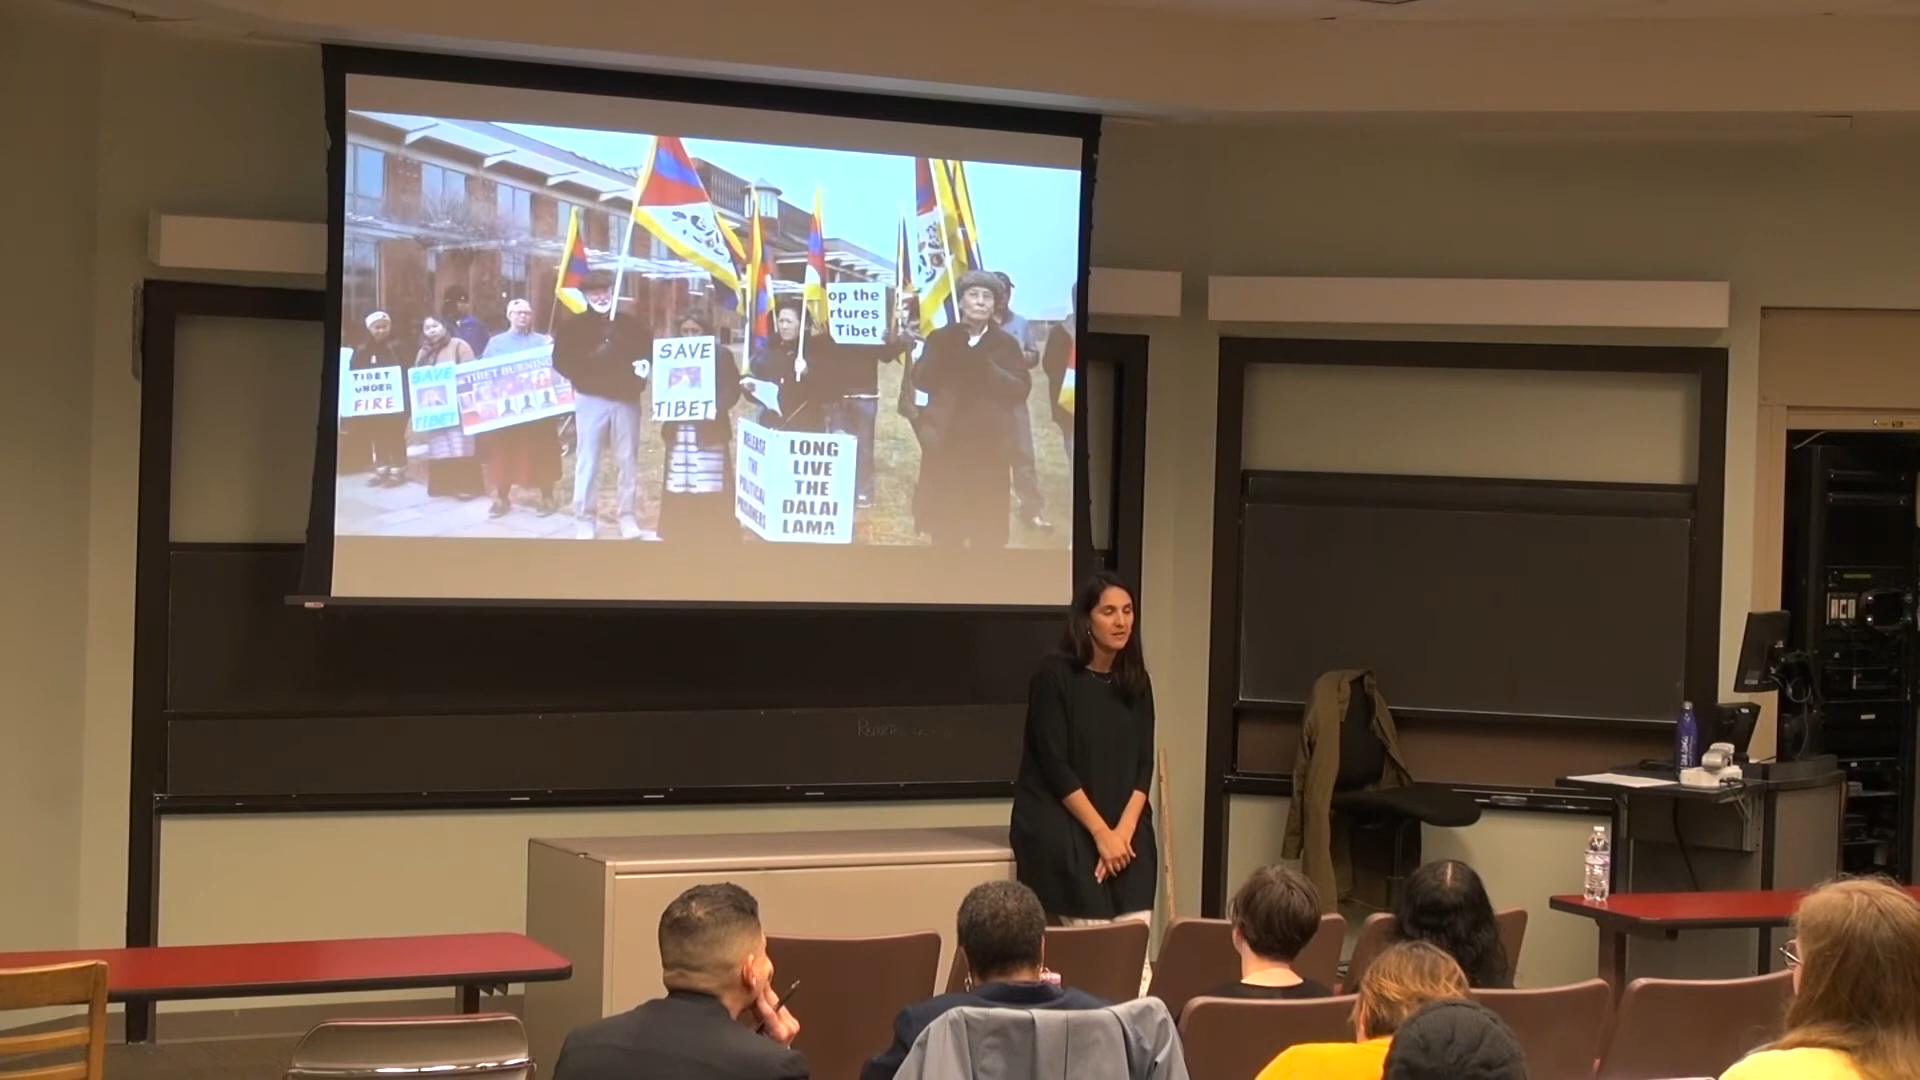 op the
rtures
Tibet
TIBET
UNDER
FIRE
SAVE
TIBET
TIBET BURNING
SAVE
TIBET
RELEASE
THE
POLITICAL
PRISONERS
LONG
LIVE
THE
DALAI
LAMA